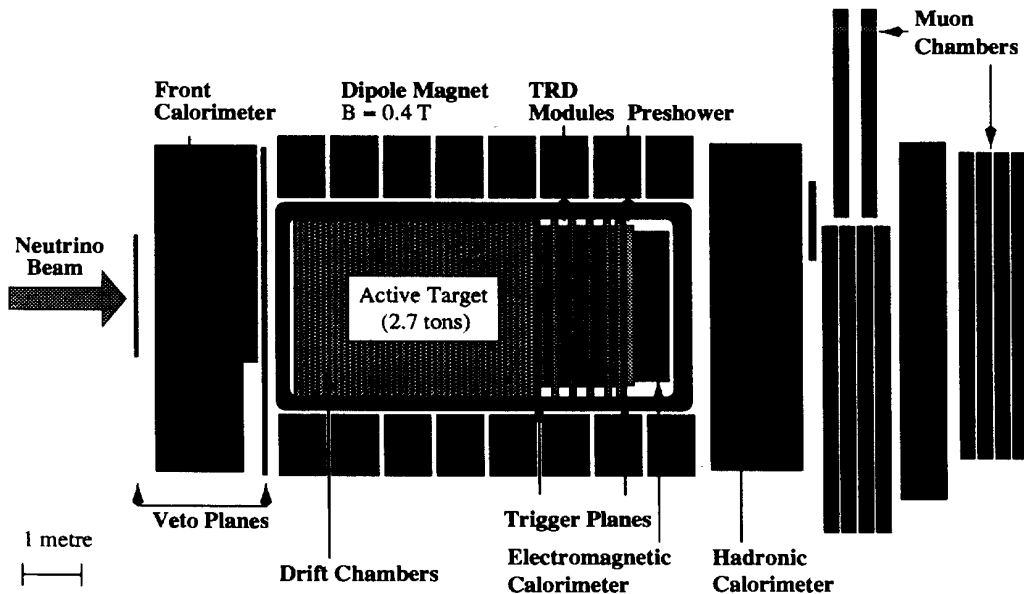 Muon
Chambers
Front
Calorimeter
Dipole Magnet
B = 0.4 T
TRD
Modules
Preshower
Neutrino
Beam
Active Target
(2.7 tons)
Veto Planes
Trigger Planes
1 metre
Drift Chambers
Electromagnetic
Calorimeter
Hadronic
Calorimeter